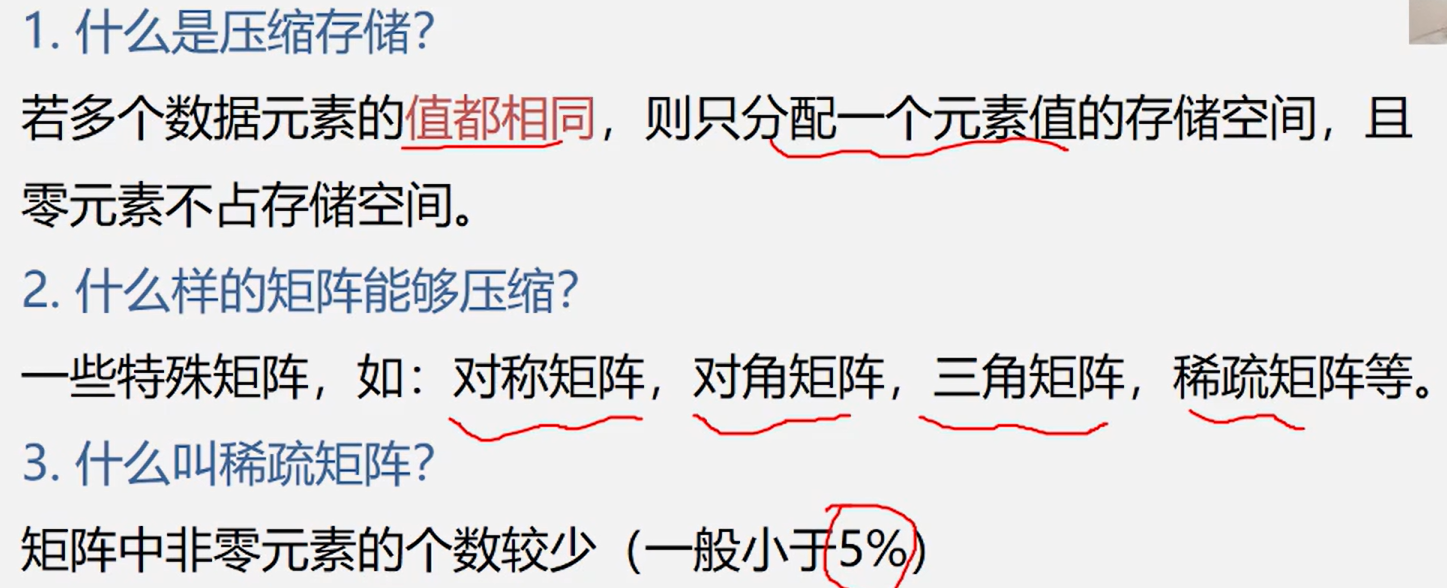 1. 什么是压缩存储？
若多个数据元素的值都相同，则只分配一个元素值的存储空间，且
零元素不占存储空间。
2. 什么样的矩阵能够压缩？
一些特殊矩阵，如：对称矩阵，对角矩阵，三角矩阵，稀疏矩阵等。
3. 什么叫稀疏矩阵？
矩阵中非零元素的个数较少（一般小于5%）